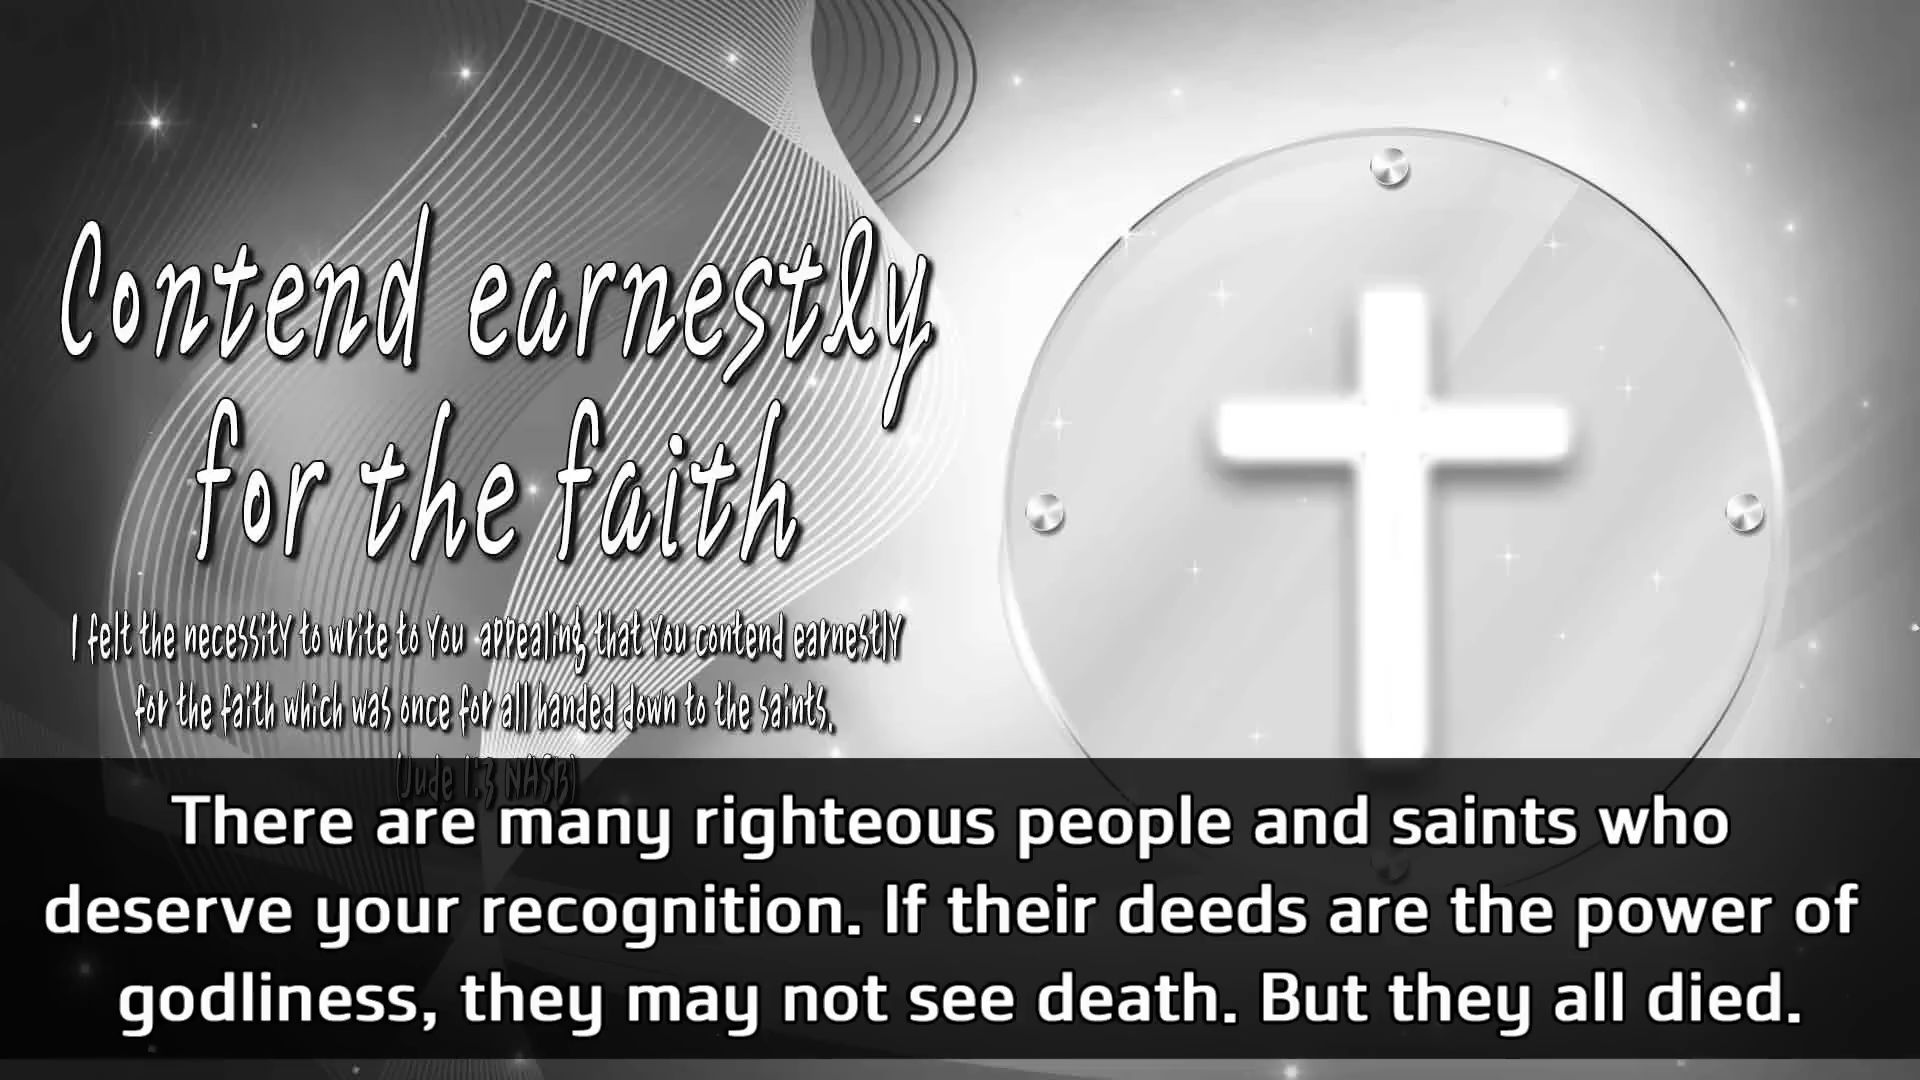 Contend earnestly
for the faith
I felt the necessity to write to you appealing that you contend earnestly
for the faith which was once for all handed down to the saints.
(Jude 1:3 NASB)
There are many righteous people and saints who
deserve your recognition. If their deeds are the power of
godliness, they may not see death. But they all died.